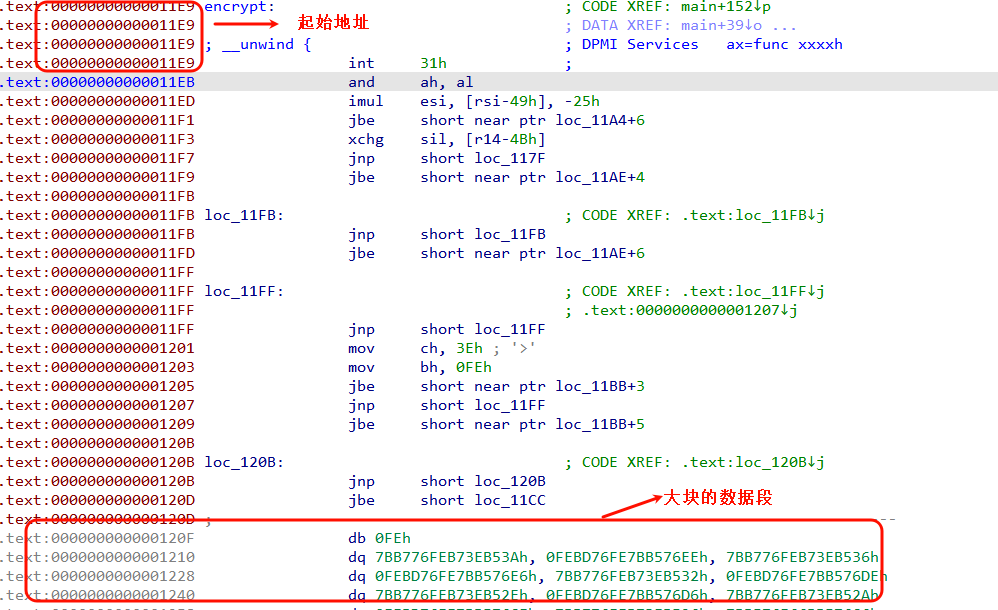 .text:00000000000011E9 encrypt: ; CODE XREF: main+152↓p
.text:00000000000011E9 起始地址 ; DATA XREF: main+39↓o ...
.text:00000000000011E9 ; __unwind { ; DPMI Services ax=func xxxxh
.text:00000000000011E9 int 31h ;
.text:00000000000011EB and ah, al
.text:00000000000011ED imul esi, [rsi-49h], -25h
.text:00000000000011F1 jbe short near ptr loc_11A4+6
.text:00000000000011F3 xchg sil, [r14-4Bh]
.text:00000000000011F7 jnp short loc_117F
.text:00000000000011F9 jbe short near ptr loc_11AE+4
.text:00000000000011FB
.text:00000000000011FB loc_11FB: ; CODE XREF: .text:loc_11FB↓j
.text:00000000000011FB jnp short loc_11FB
.text:00000000000011FD jbe short near ptr loc_11AE+6
.text:00000000000011FF
.text:00000000000011FF loc_11FF: ; CODE XREF: .text:loc_11FF↓j
.text:00000000000011FF ; .text:0000000000001207↓j
.text:00000000000011FF jnp short loc_11FF
.text:0000000000001201 mov ch, 3Eh ; '>'
.text:0000000000001203 mov bh, 0FEh
.text:0000000000001205 jbe short near ptr loc_11BB+3
.text:0000000000001207 jnp short loc_11FF
.text:0000000000001209 jbe short near ptr loc_11BB+5
.text:000000000000120B
.text:000000000000120B loc_120B: ; CODE XREF: .text:loc_120B↓j
.text:000000000000120B jnp short loc_120B
.text:000000000000120D jbe short loc_11CC
大块的数据段
.text:000000000000120D ;
.text:000000000000120F db 0FEh
.text:0000000000001210 dq 7BB776FEB73EB53Ah, 0FEBD76FE7BB576EEh, 7BB776FEB73EB536h
.text:0000000000001228 dq 0FEBD76FE7BB576E6h, 7BB776FEB73EB532h, 0FEBD76FE7BB576DEh
.text:0000000000001240 dq 7BB776FEB73EB52Eh, 0FEBD76FE7BB576D6h, 7BB776FEB73EB52Ah